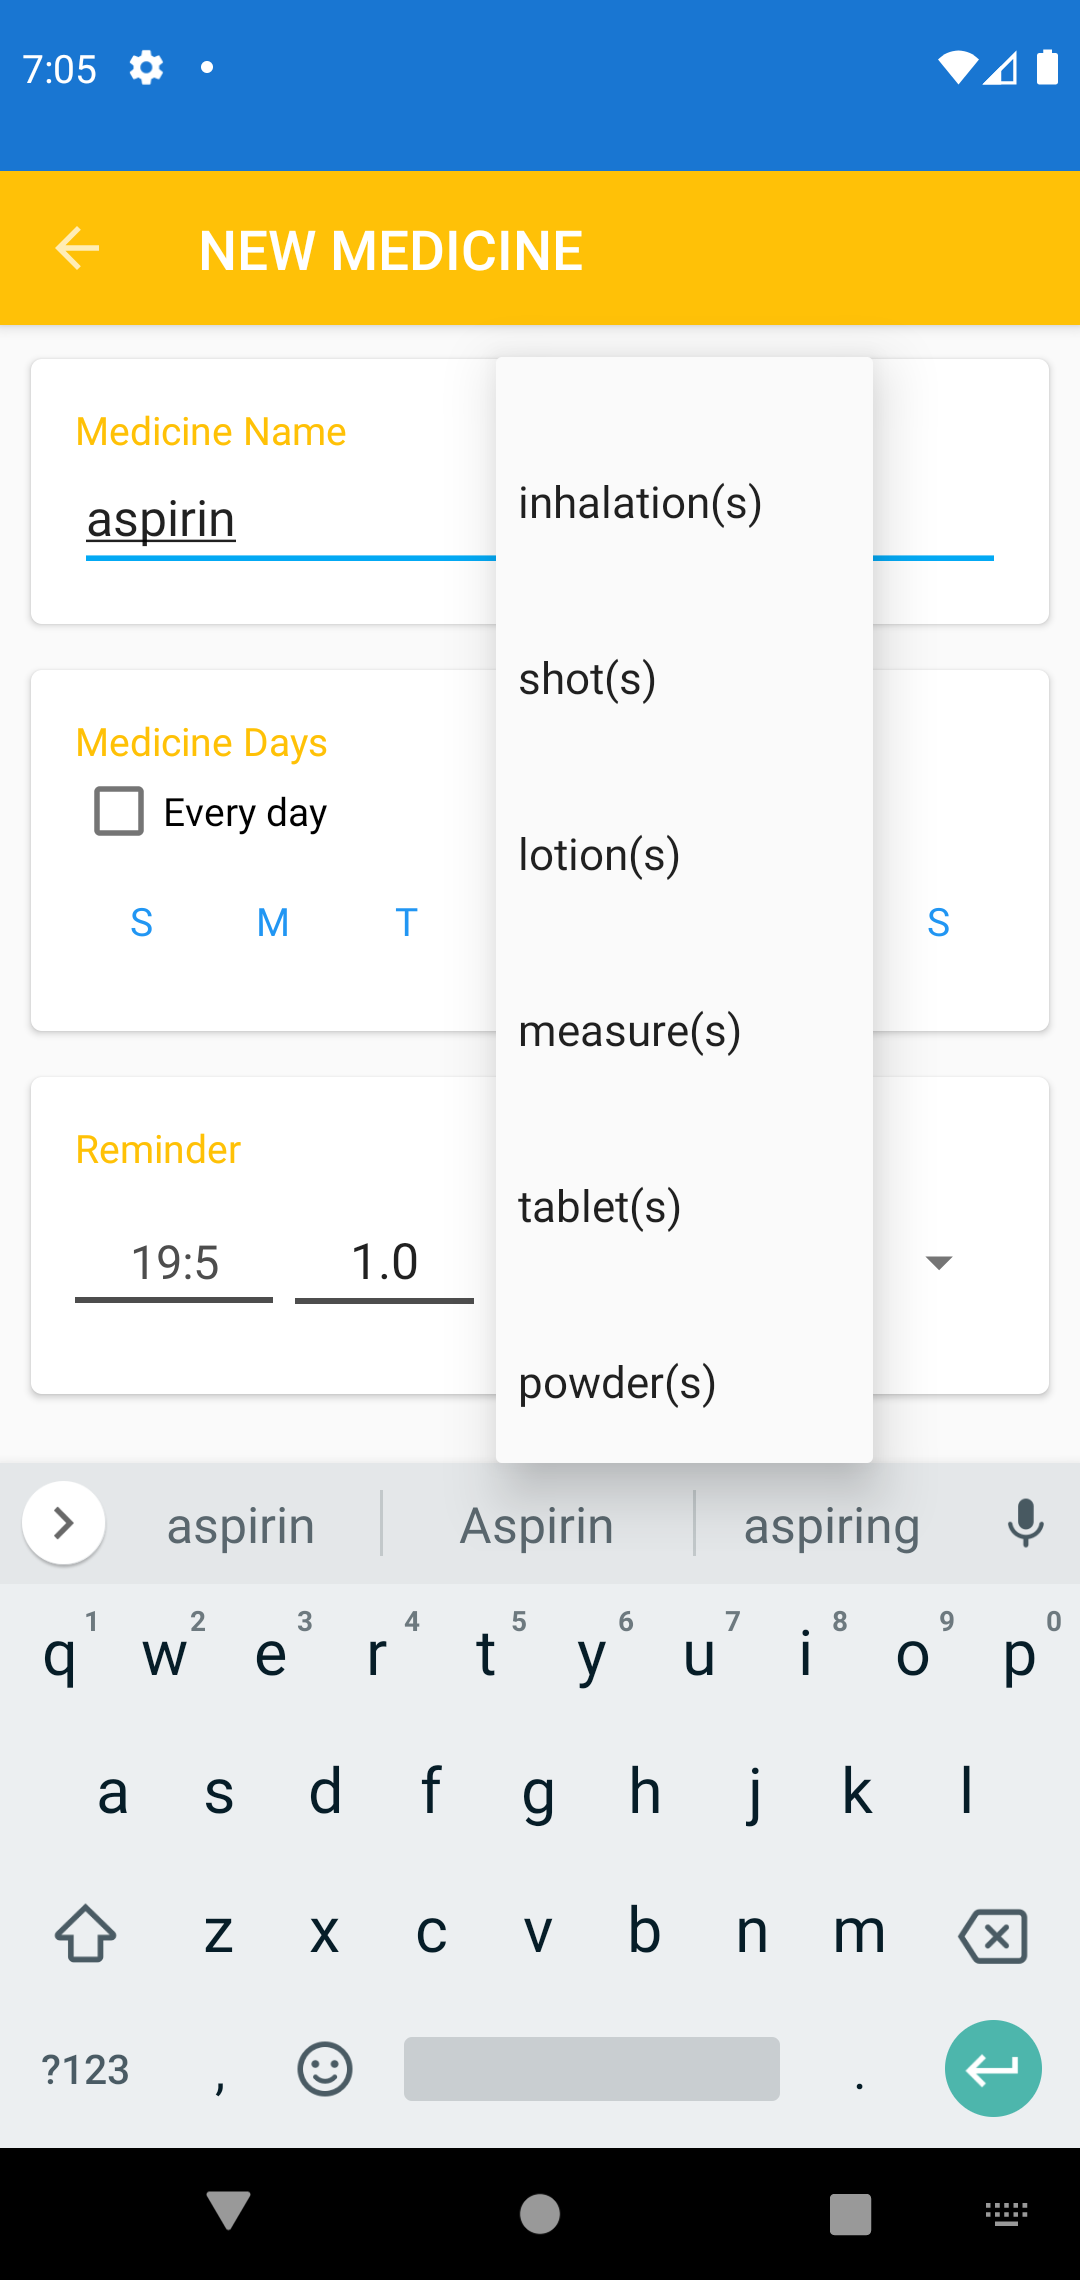 7:05
NEW MEDICINE
Medicine Name
aspirin
Medicine Days
Every day
S M T S
Reminder
19:5 1.0
inhalation(s)
shot(s)
lotion(s)
measure(s)
tablet(s)
powder(s)
aspirin Aspirin aspiring
q 1 w 2 e 3 r 4 t 5 y 6 u 7 i 8 o 9 p 0
a s d f g h j k l
z x c v b n m
?123 , .